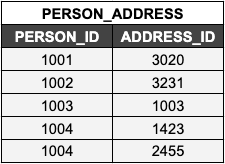 PERSON_ADDRESS
PERSON_ID ADDRESS_ID
1001 3020
1002 3231
1003 1003
1004 1423
1004 2455